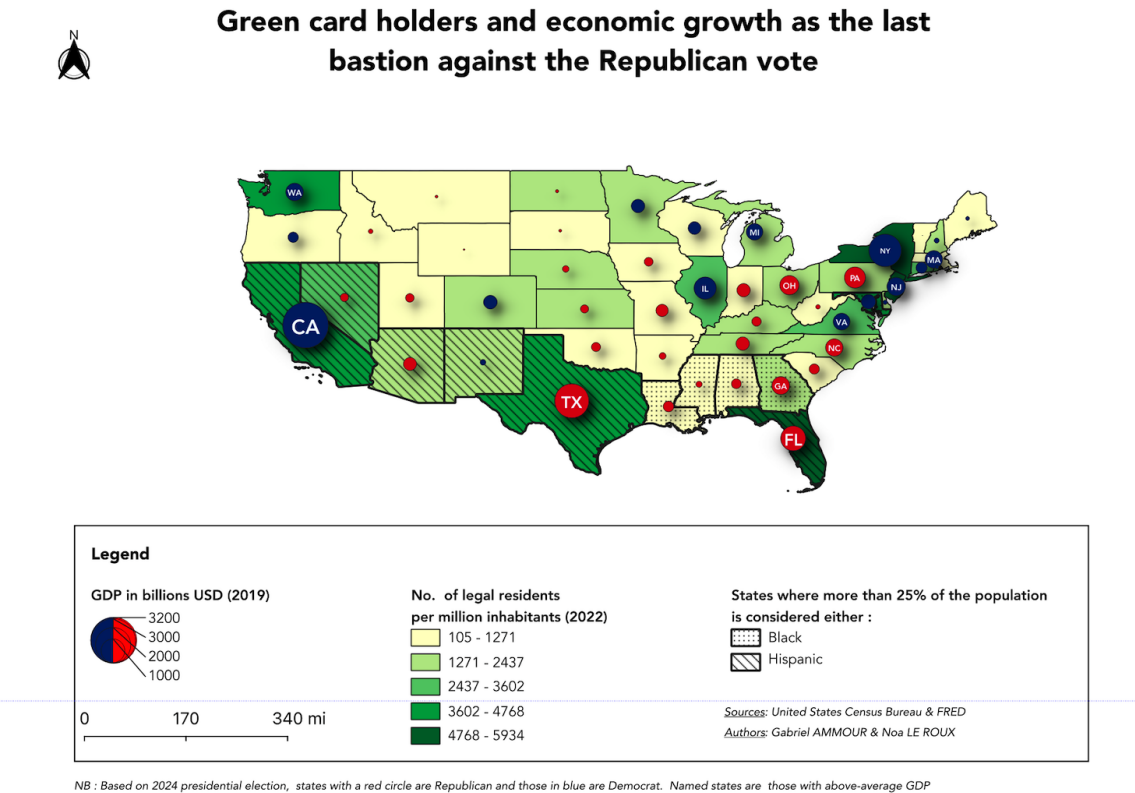 Green card holders and economic growth as the last
bastion against the Republican vote
N
WA
MI
NY
MA
IL
OH
PA
NJ
CA
VA
NC
TX
GA
FL
Legend
GDP in billions USD (2019)
3200
3000
2000
1000
0 170 340 mi
No. of legal residents
per million inhabitants (2022)
105 - 1271
1271 - 2437
2437 - 3602
3602 - 4768
4768 - 5934
States where more than 25% of the population
is considered either :
Black
Hispanic
Sources: United States Census Bureau & FRED
Authors: Gabriel AMMOUR & Noa LE ROUX
NB : Based on 2024 presidential election, states with a red circle are Republican and those in blue are Democrat. Named states are those with above-average GDP